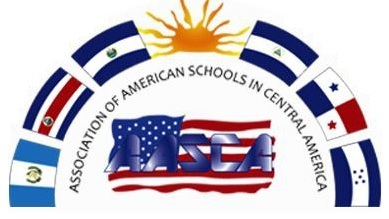 ASSOCIATION OF AMERICAN SCHOOLS IN CENTRAL AMERICA
AASCA